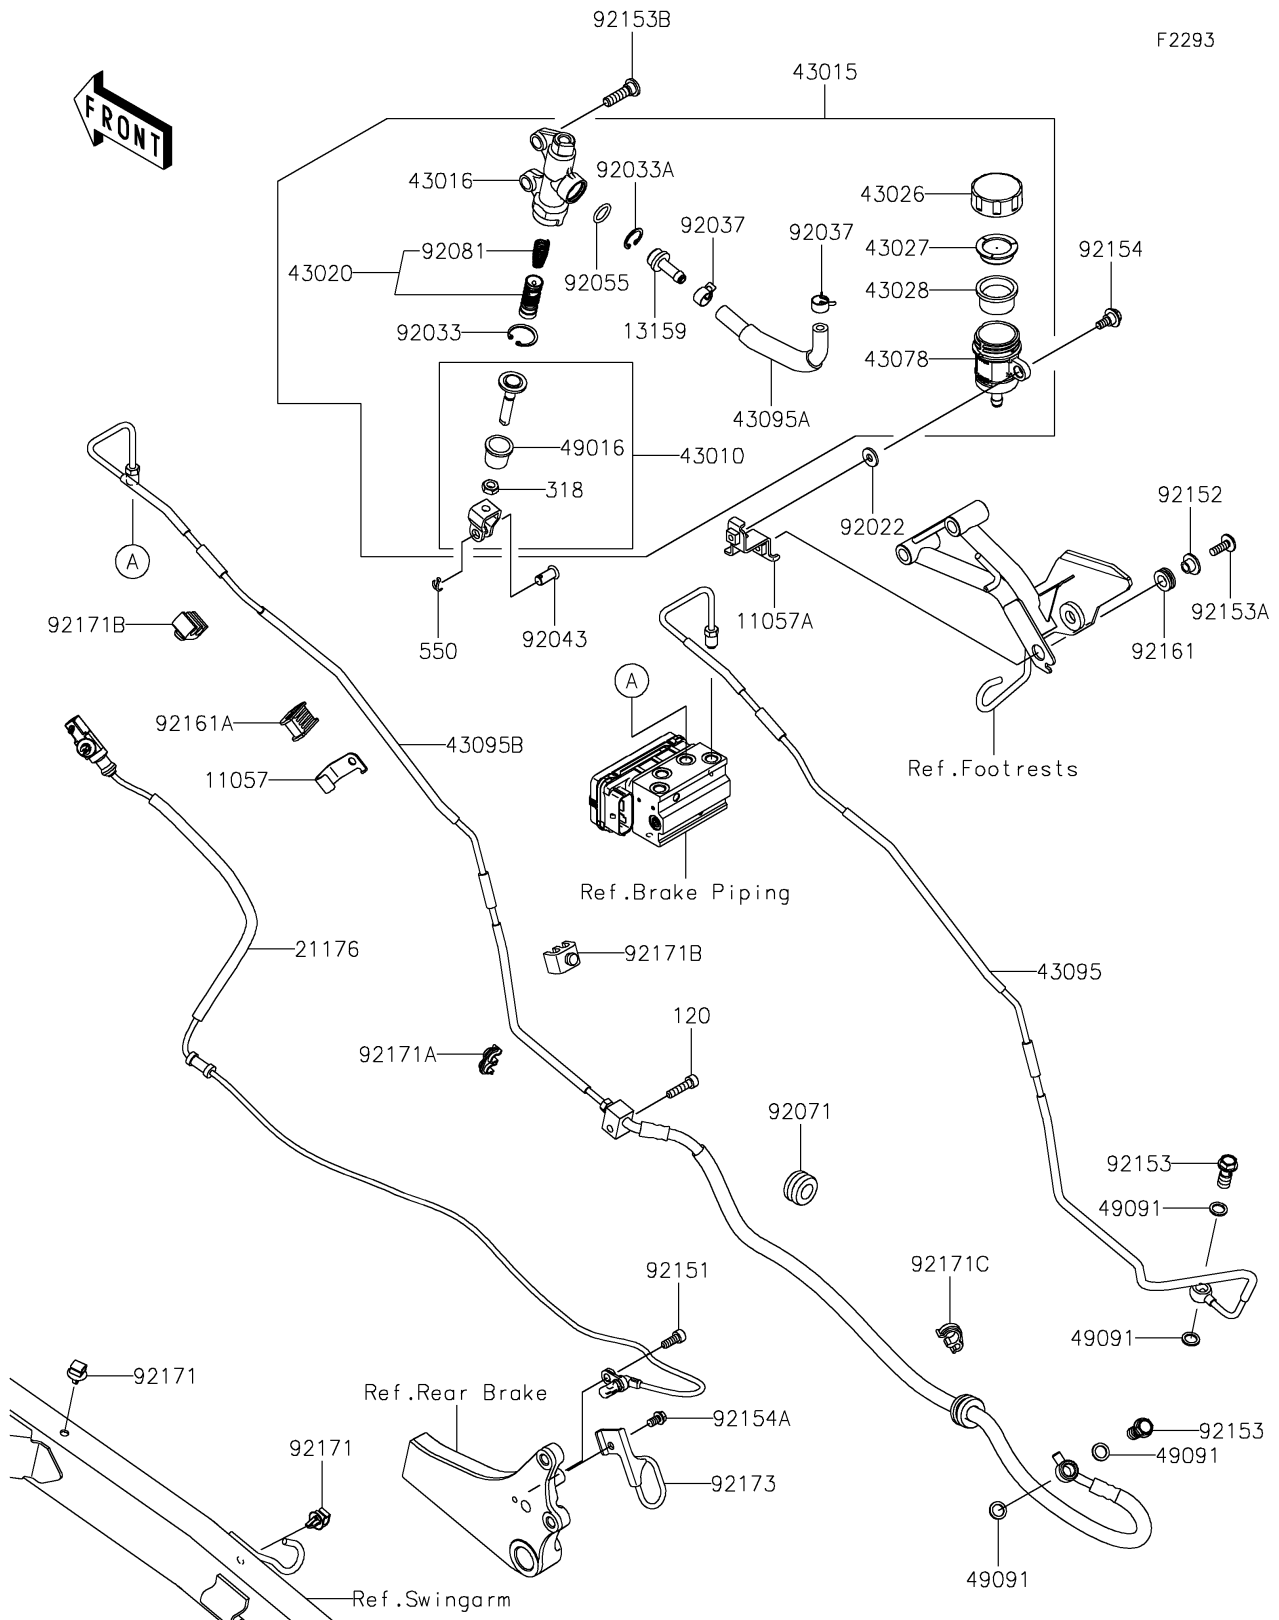 92153B
F2293
43015
FRONT
92033A
43016
43026
92037
92037
43027
92154
92081
43020
92055
43028
92033
13159
43078
43095A
49016
43010
318
92152
92022
A
11057A
92153A
92171B
550
92043
92161
A
92161A
43095B
11057
Ref.Footrests
Ref.Brake Piping
21176
92171B
43095
120
92171A
92071
92153
49091
92171C
92151
49091
92171
Ref.Rear Brake
92154A
92153
92171
49091
92173
49091
Ref.Swingarm